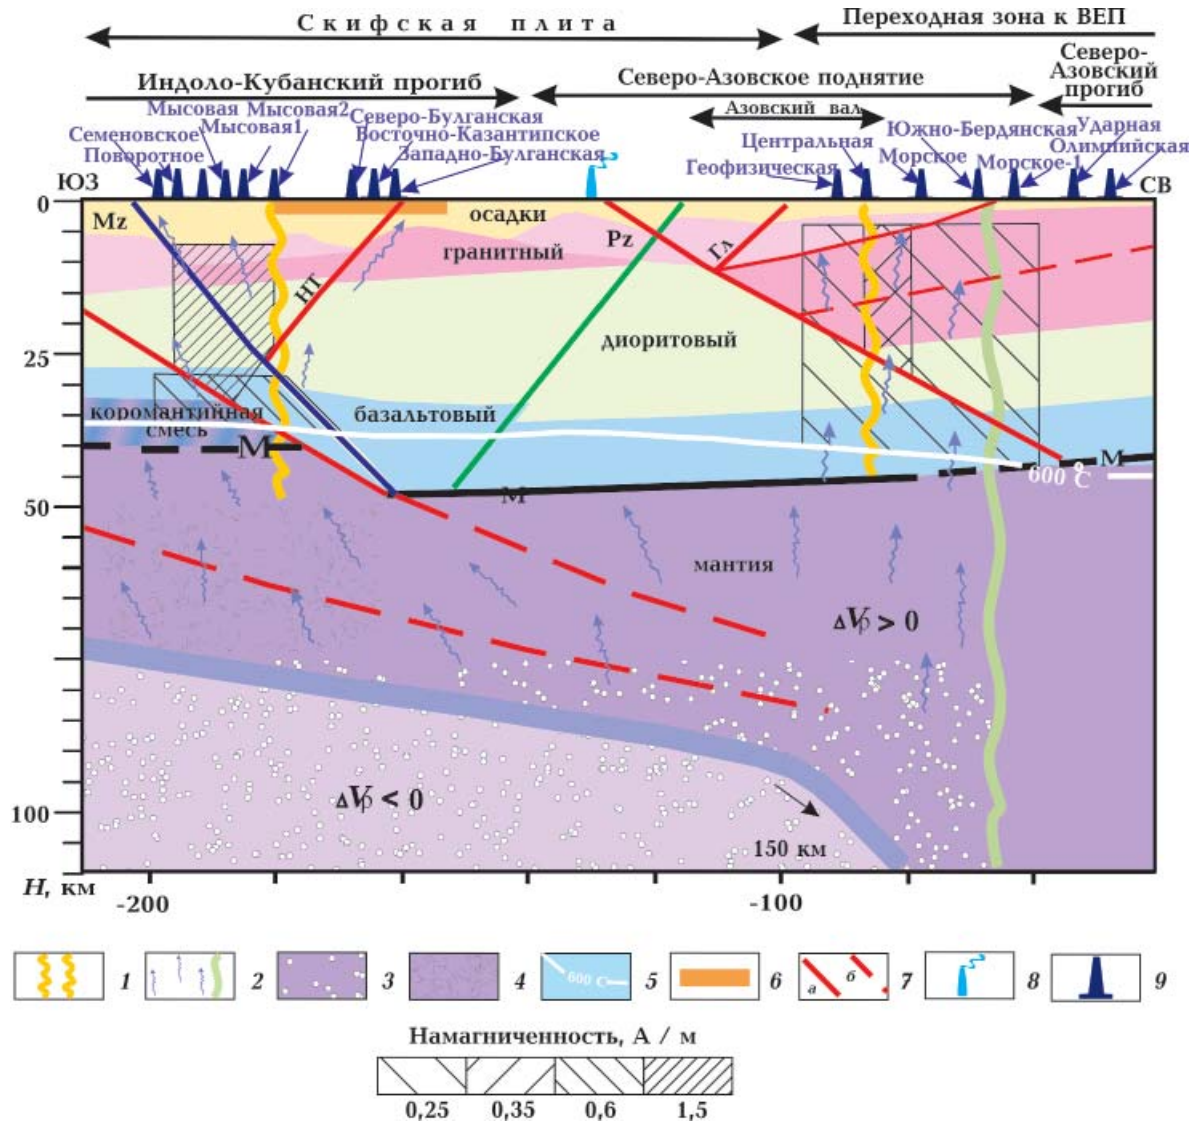 Скифская плита
Переходная зона к ВЕП
Индоло-Кубанский прогиб
Северо-Азовское поднятие
Северо-
Азовский
прогиб
Азовский вал
Мысовая Мысовая2
Северо-Булганская
Семеновское
Мысовая1
Восточно-Казантипское
Поворотное
Западно-Булганская
Центральная
Южно-Бердянская
Ударная
Геофизическая
Морское
Морское-1
Олимпийская
ЮЗ
СВ
0
Mz
осадки
Pz
Гл
гранитный
НТ
25
диоритовый
коромантийная
смесь
базальтовый
М
М
600 °С
М
50
мантия
ΔVp > 0
ΔVp < 0
100
150 км
H, км
-200
-100
1
2
3
4
600 С
5
6
а
б
7
8
9
Намагниченность, А / м
0,25
0,35
0,6
1,5